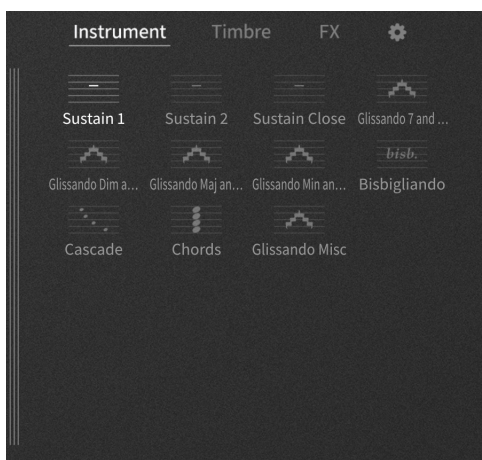 Instrument Timbre FX
Sustain 1 Sustain 2 Sustain Close Glissando 7 and ...
bisb.
Glissando Dim a... Glissando Maj an... Glissando Min an... Bisbigliando
Cascade Chords Glissando Misc